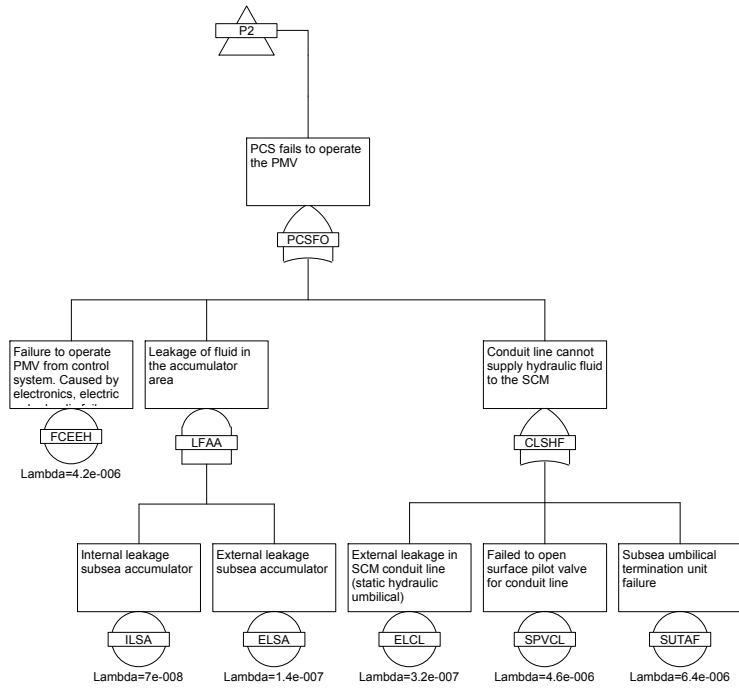 P2
PCS fails to operate
the PMV
PCSFO
Failure to operate
PMV from control
system. Caused by
electronics, electric
FCEEH
Lambda=4.2e-006
Leakage of fluid in
the accumulator
area
LFAA
Conduit line cannot
supply hydraulic fluid
to the SCM
CLSHF
Internal leakage
subsea accumulator
ILSA
Lambda=7e-008
External leakage
subsea accumulator
ELSA
Lambda=1.4e-007
External leakage in
SCM conduit line
(static hydraulic
umbilical)
ELCL
Lambda=3.2e-007
Failed to open
surface pilot valve
for conduit line
SPVCL
Lambda=4.6e-006
Subsea umbilical
termination unit
failure
SUTAF
Lambda=6.4e-006